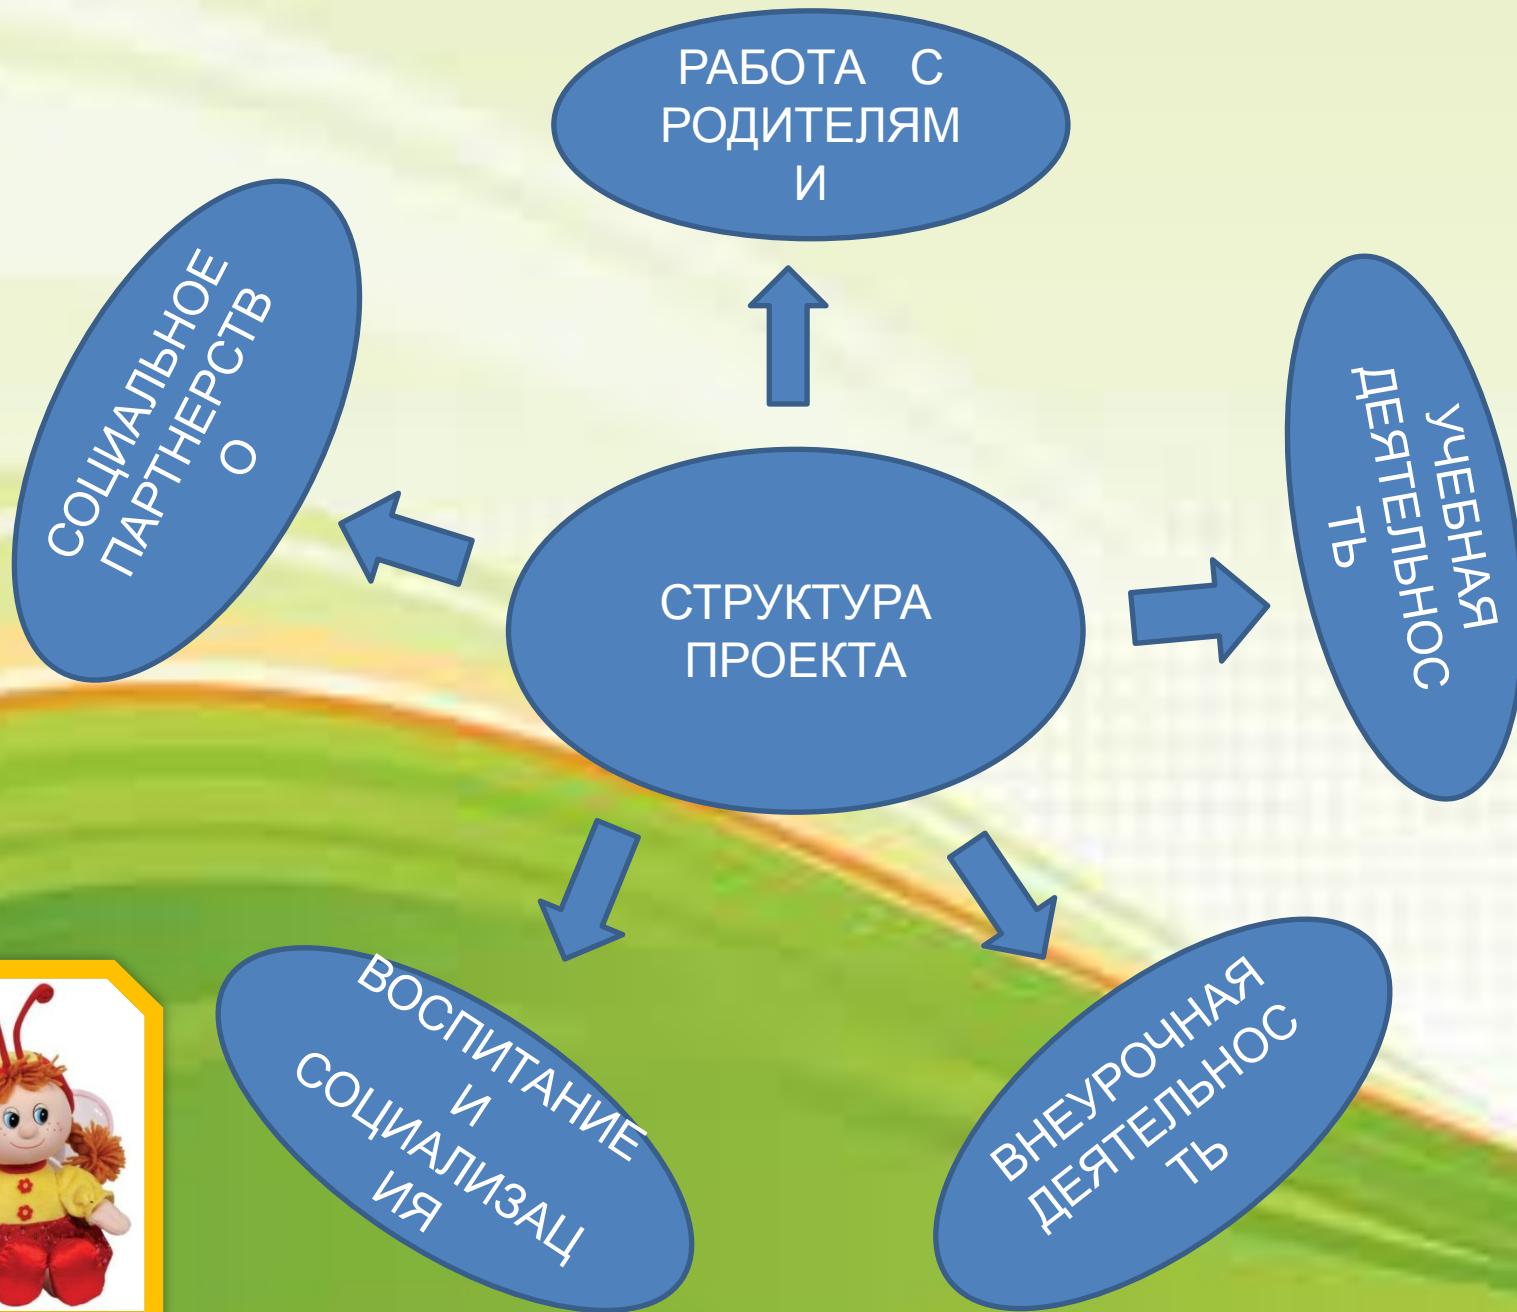 РАБОТА С
РОДИТЕЛЯМ
И
СОЦИАЛЬНОЕ
ПАРТНЕРСТВ
О
УЧЕБНАЯ
ДЕЯТЕЛЬНОС
ТЬ
СТРУКТУРА
ПРОЕКТА
ВОСПИТАНИЕ
И
СОЦИАЛИЗАЦ
ИЯ
ВНЕУРОЧНАЯ
ДЕЯТЕЛЬНОС
ТЬ